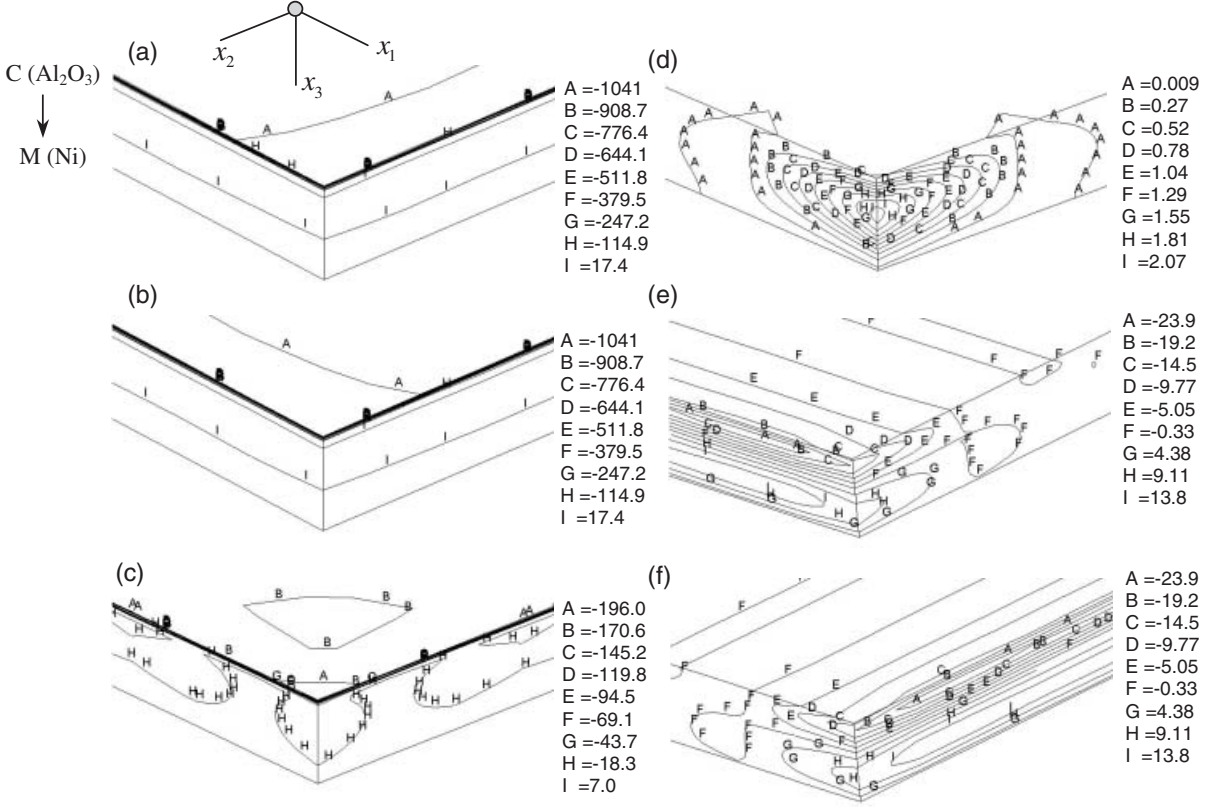 (a)
x₂
x₁
x₃
C (Al₂O₃)
M (Ni)
A =-1041
B =-908.7
C =-776.4
D =-644.1
E =-511.8
F =-379.5
G =-247.2
H =-114.9
I =17.4
(b)
A =-1041
B =-908.7
C =-776.4
D =-644.1
E =-511.8
F =-379.5
G =-247.2
H =-114.9
I =17.4
(c)
A =-196.0
B =-170.6
C =-145.2
D =-119.8
E =-94.5
F =-69.1
G =-43.7
H =-18.3
I =7.0
(d)
A =0.009
B =0.27
C =0.52
D =0.78
E =1.04
F =1.29
G =1.55
H =1.81
I =2.07
(e)
A =-23.9
B =-19.2
C =-14.5
D =-9.77
E =-5.05
F =-0.33
G =4.38
H =9.11
I =13.8
(f)
A =-23.9
B =-19.2
C =-14.5
D =-9.77
E =-5.05
F =-0.33
G =4.38
H =9.11
I =13.8